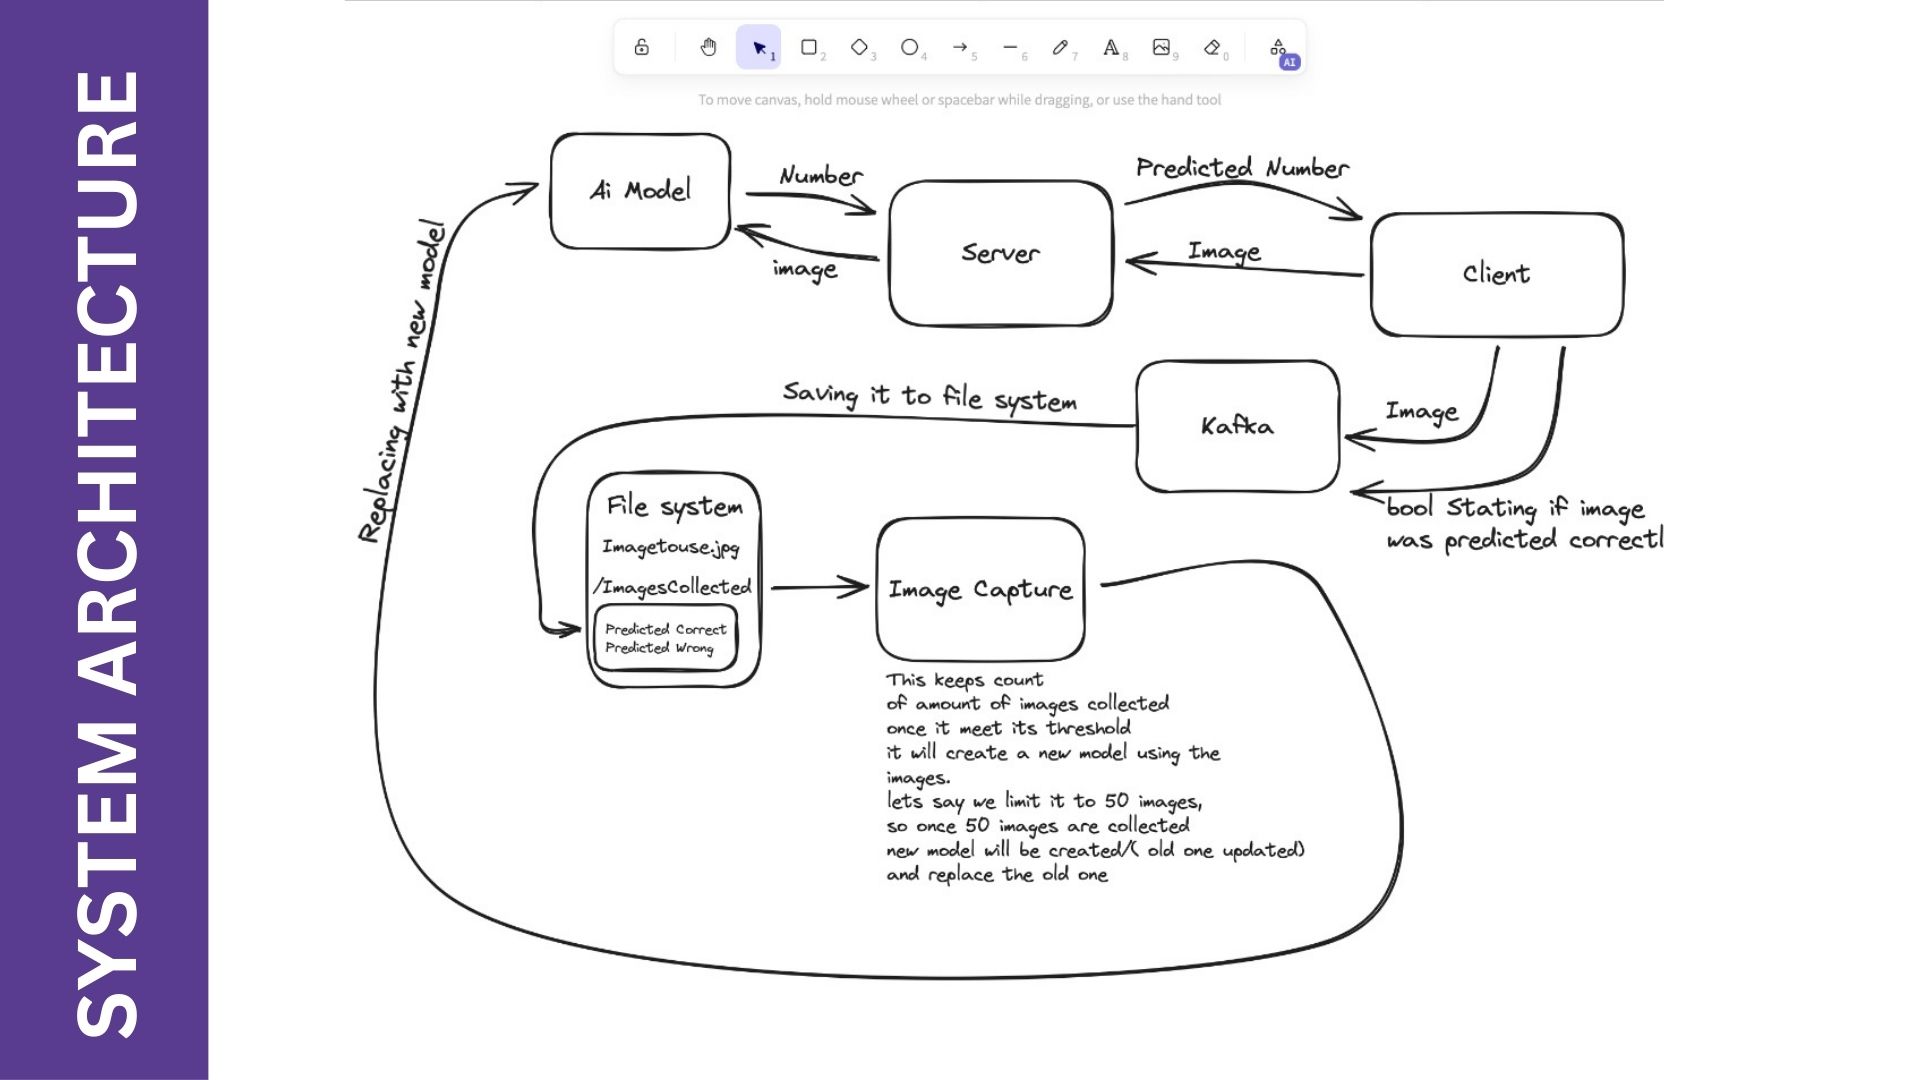 SYSTEM ARCHITECTURE
1
2
3
4
5
6
7
8
9
0
AI
To move canvas, hold mouse wheel or spacebar while dragging, or use the hand tool
Ai Model
Number
image
Server
Predicted Number
Image
Client
Replacing with new model
Saving it to file system
Kafka
Image
bool Stating if image
was predicted correctl
File system
Imagetouse.jpg
/ImagesCollected
Predicted Correct
Predicted Wrong
Image Capture
This keeps count
of amount of images collected
once it meet its threshold
it will create a new model using the
images.
lets say we limit it to 50 images,
so once 50 images are collected
new model will be created/( old one updated)
and replace the old one